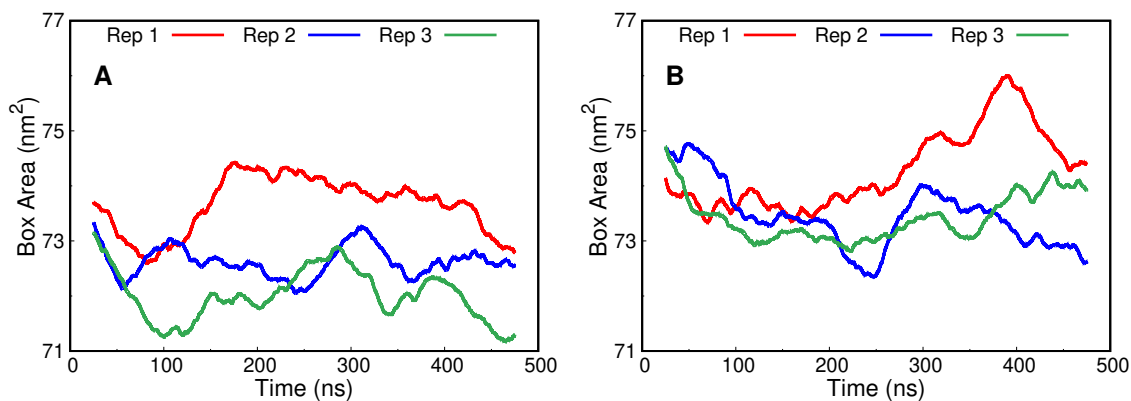 77
Rep 1 Rep 2 Rep 3
A
75
Box Area (nm²)
73
71
0 100 200 300 400 500
Time (ns)
77
Rep 1 Rep 2 Rep 3
B
75
Box Area (nm²)
73
71
0 100 200 300 400 500
Time (ns)